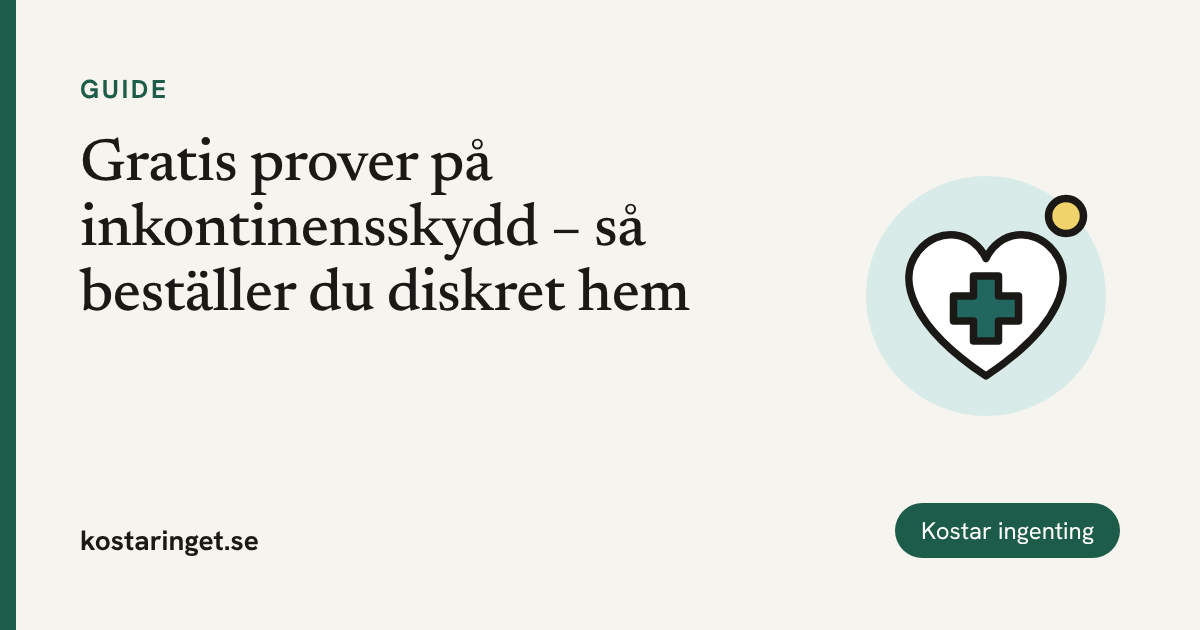 GUIDE
Gratis prover på
inkontinensskydd – så
beställer du diskret hem
kostaringet.se
Kostar ingenting